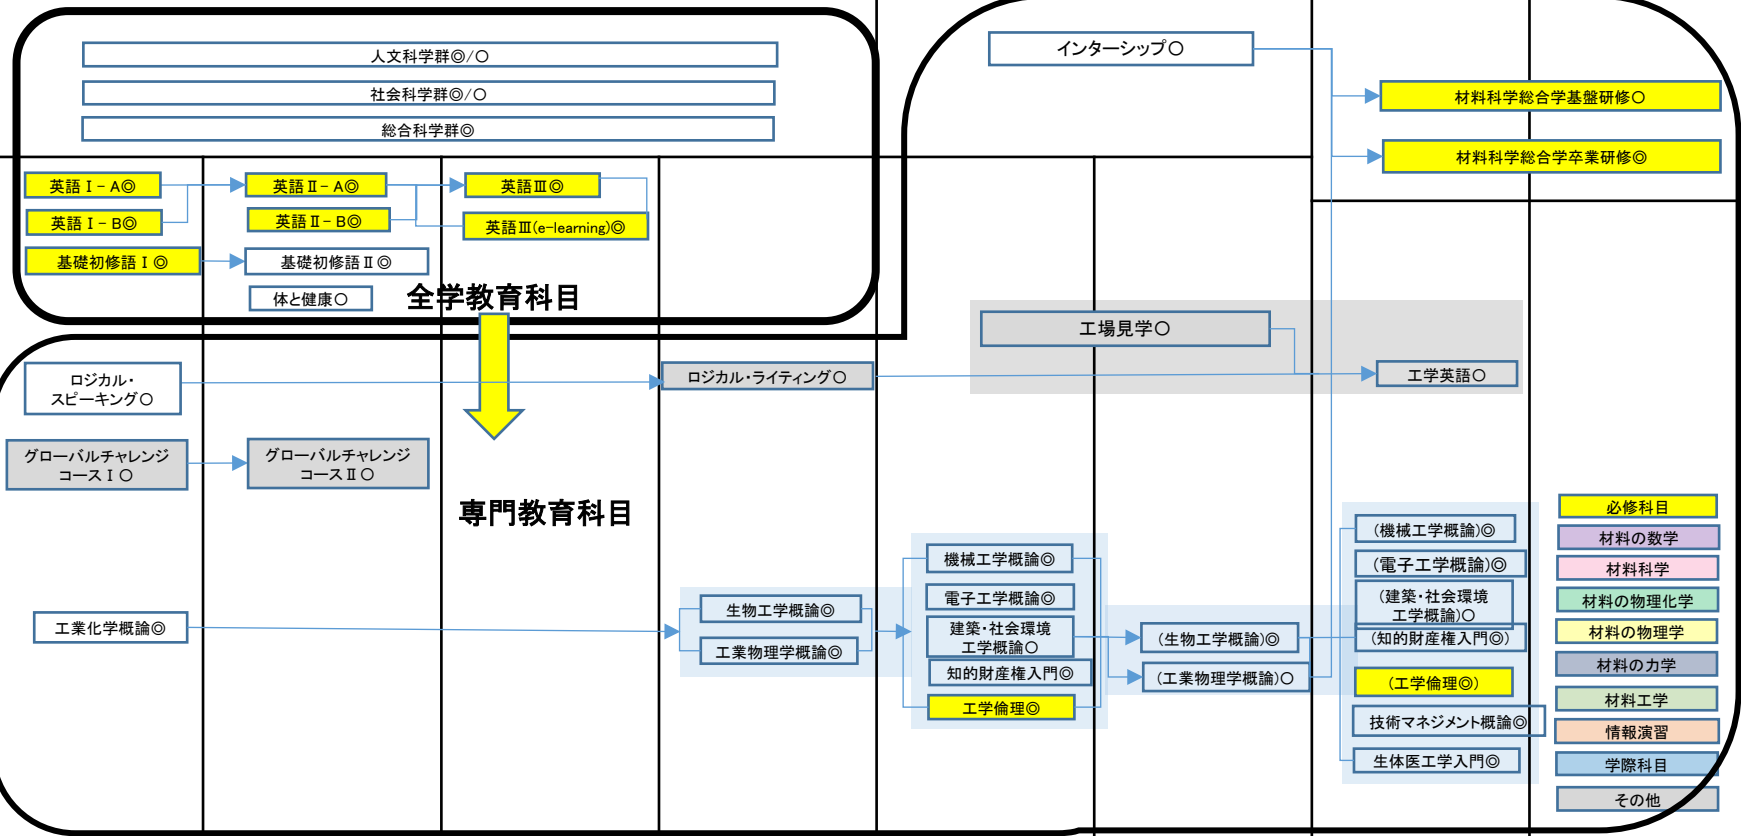 人文科学群◎/○
社会科学群◎/○
総合科学群◎
インターシップ○
材料科学総合学基盤研修○
材料科学総合学卒業研修◎
英語Ⅰ-A◎
英語Ⅱ-A◎
英語Ⅲ◎
英語Ⅰ-B◎
英語Ⅱ-B◎
英語Ⅲ(e-learning)◎
基礎初修語Ⅰ◎
基礎初修語Ⅱ◎
体と健康○
全学教育科目
工場見学○
ロジカル・
スピーキング○
ロジカル・ライティング○
工学英語○
グローバルチャレンジ
コースⅠ○
グローバルチャレンジ
コースⅡ○
専門教育科目
工業化学概論◎
生物工学概論◎
工業物理学概論◎
機械工学概論◎
電子工学概論◎
建築・社会環境
工学概論○
知的財産権入門◎
工学倫理◎
(生物工学概論)◎
(工業物理学概論)○
(機械工学概論)◎
(電子工学概論)◎
(建築・社会環境
工学概論)○
(知的財産権入門◎)
(工学倫理◎)
技術マネジメント概論◎
生体医工学入門◎
必修科目
材料の数学
材料科学
材料の物理化学
材料の物理学
材料の力学
材料工学
情報演習
学際科目
その他